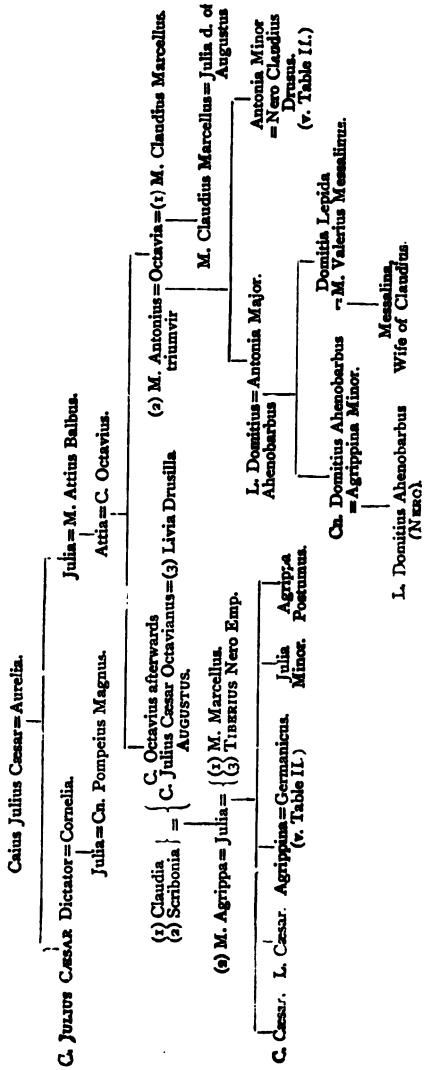 Caius Julius Cæsar=Aurelia.
C. JULIUS CÆSAR Dictator=Cornelia.
Julia=M. Attius Balbus.
Julia=Cn. Pompeius Magnus.
Attia=C. Octavius.
C. Octavius afterwards
(1) Claudia
(2) Scribonia
} = { C. Julius Cæsar Octavianus=(3) Livia Drusilla
AUGUSTUS.
(2) M. Antonius=Octavia=(1) M. Claudius Marcellus.
triumvir
M. Claudius Marcellus=Julia d. of
Augustus
(2) M. Agrippa=Julia= { (1) M. Marcellus.
(3) TIBERIUS Nero Emp.
L. Domitius=Antonia Major.
Ahenobarbus
Antonia Minor
=Nero Claudius
Drusus.
(v. Table II.)
C. Cæsar. L. Cæsar. Agrippina=Germanicus.
(v. Table II.)
Julia
Minor.
Agrippa
Postumus.
Cn. Domitius Ahenobarbus
=Agrippina Minor.
Domitia Lepida
= M. Valerius Messalinus.
L. Domitius Ahenobarbus
(NERO).
Messalina,
Wife of Claudius.